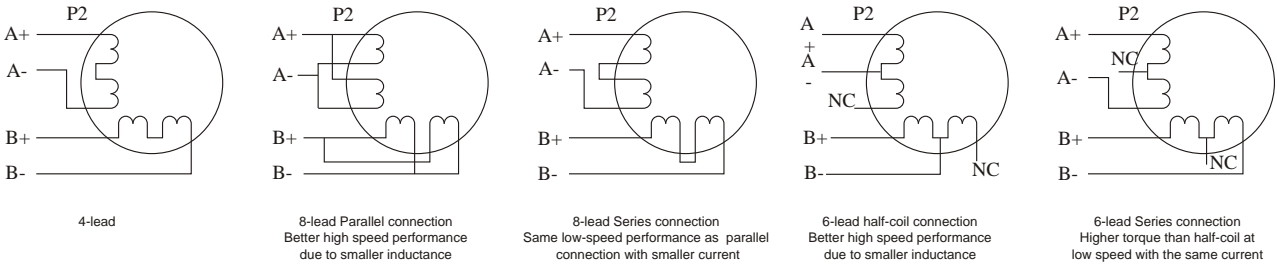 P2
A+
A-
B+
B-
4-lead
P2
A+
A-
B+
B-
8-lead Parallel connection
Better high speed performance
due to smaller inductance
P2
A+
A-
B+
B-
8-lead Series connection
Same low-speed performance as parallel
connection with smaller current
P2
A
+
A
-
NC
B+
B-
NC
6-lead half-coil connection
Better high speed performance
due to smaller inductance
P2
A+
NC
A-
B+
NC
B-
6-lead Series connection
Higher torque than half-coil at
low speed with the same current